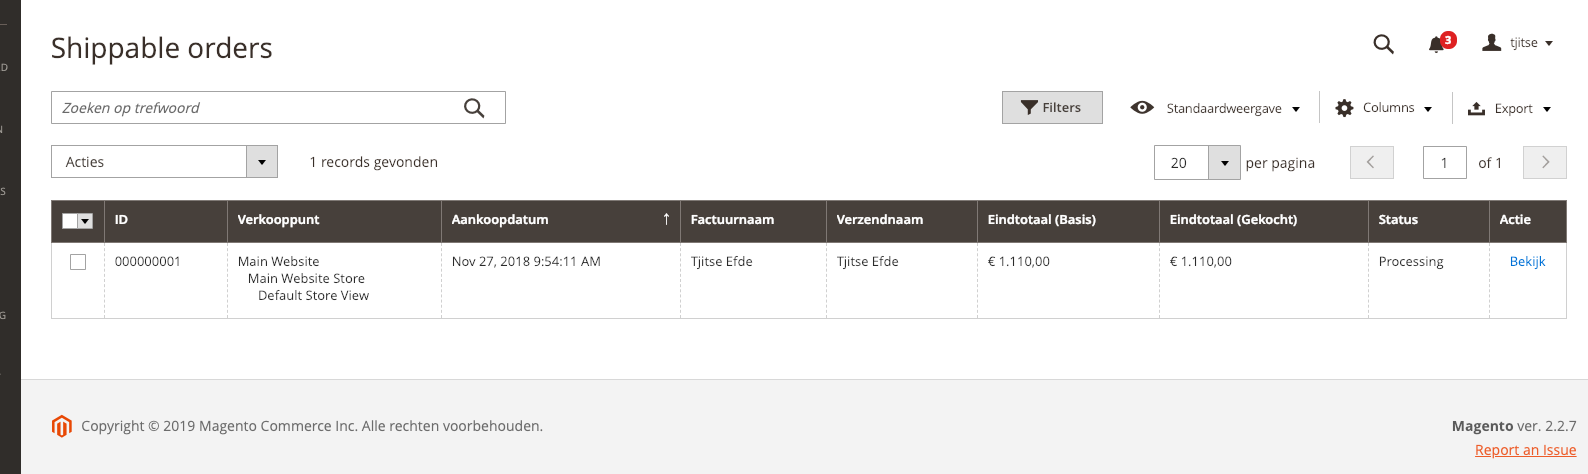 Shippable orders
3
tjitse
Zoeken op trefwoord
Filters
Standaardweergave
Columns
Export
Acties
1 records gevonden
20
per pagina
1
of 1
ID
Verkooppunt
Aankoopdatum
Factuurnaam
Verzendnaam
Eindtotaal (Basis)
Eindtotaal (Gekocht)
Status
Actie
000000001
Main Website
Main Website Store
Default Store View
Nov 27, 2018 9:54:11 AM
Tjitse Efde
Tjitse Efde
€ 1.110,00
€ 1.110,00
Processing
Bekijk
Copyright © 2019 Magento Commerce Inc. Alle rechten voorbehouden.
Magento ver. 2.2.7
Report an Issue